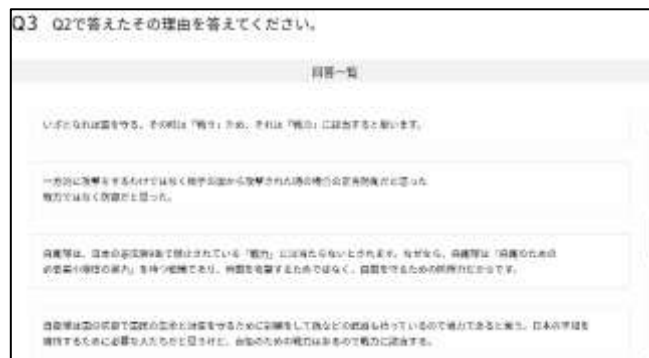 Q3 Q2で答えたその理由を答えてください。
回答一覧
いざとなれば国を守る、その時は「戦う」ため、それは「戦力」に該当すると思います。
一方的に攻撃をするわけではなく相手の国から攻撃された時の場合の正当防衛だと思った
戦力ではなく防衛だと思った。
自衛隊は、日本の憲法第9条で禁止されている「戦力」には当たらないとされます。なぜなら、自衛隊は「自衛のための
必要最小限度の実力」を持つ組織であり、他国を攻撃するためではなく、自国を守るための防衛力だからです。
自衛隊は国の防衛で国民の生命と財産を守るために訓練をして銃などの武器も持っているので戦力であると思う。日本の平和を
維持するために必要な人たちだと思うけど、自衛のための戦力はあるので戦力に該当する。